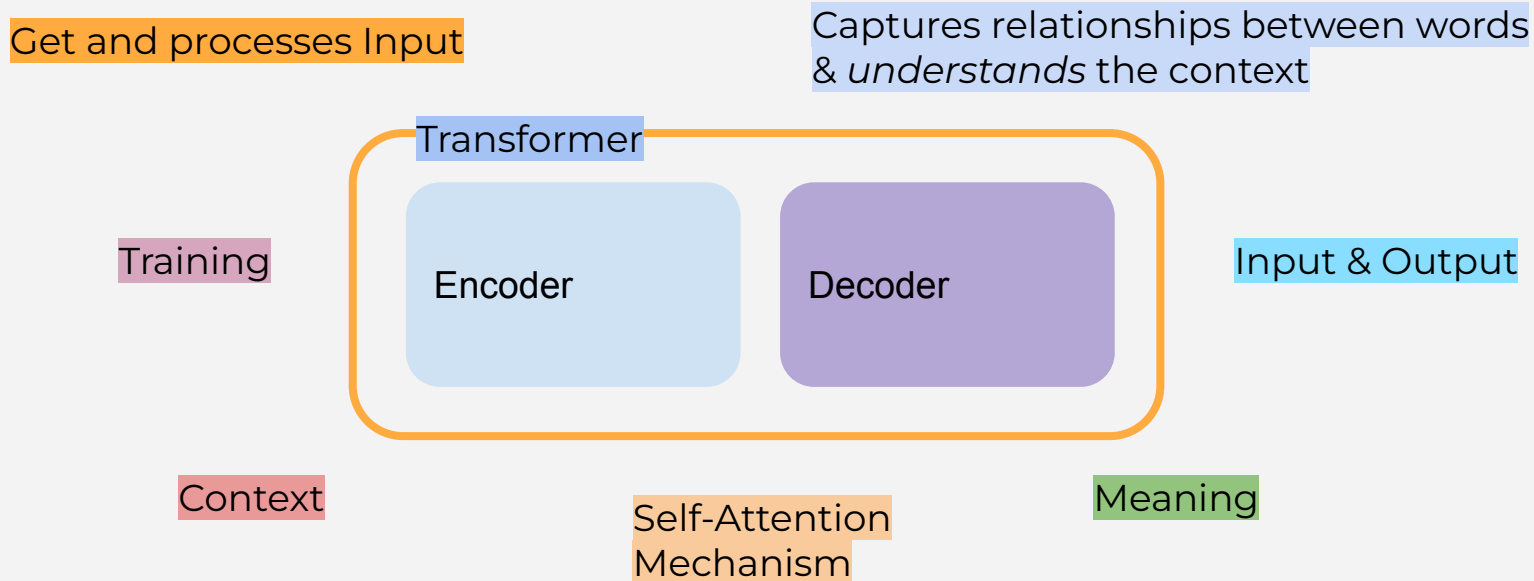 Get and processes Input
Captures relationships between words
& understands the context
Transformer
Training
Encoder
Decoder
Input & Output
Context
Self-Attention
Mechanism
Meaning